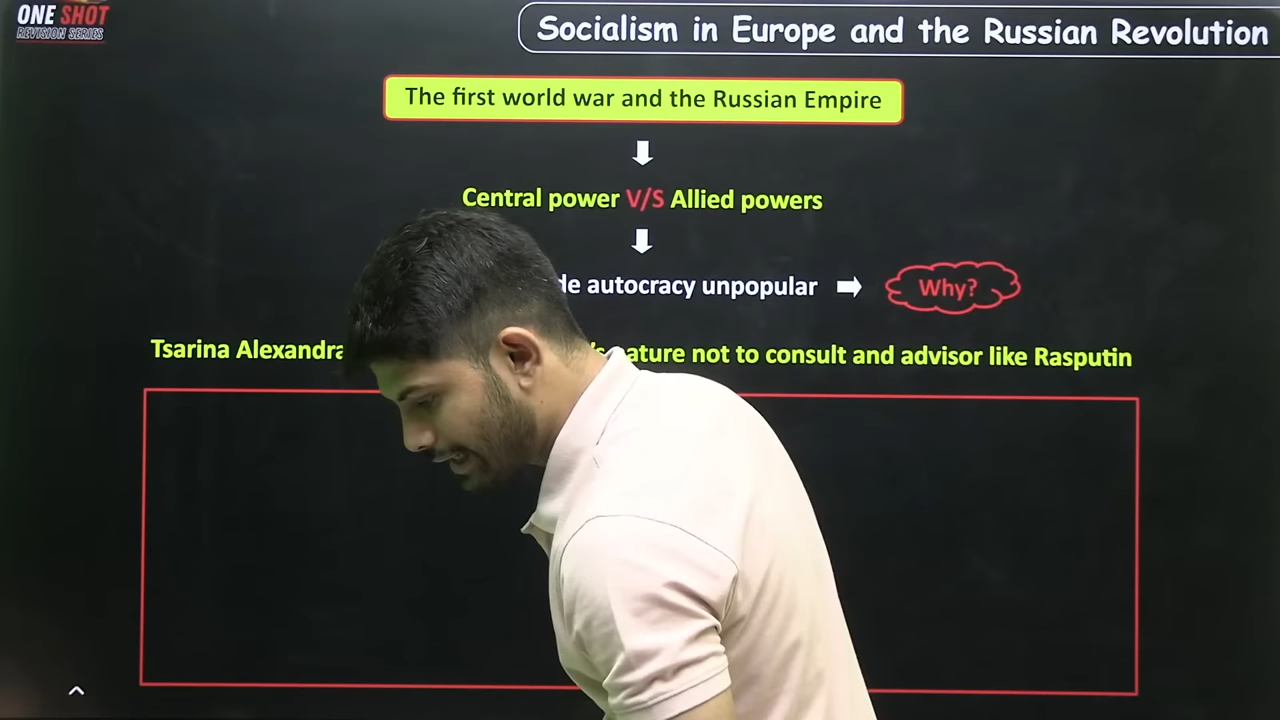 ONE SHOT
REVISION SERIES
Socialism in Europe and the Russian Revolution
The first world war and the Russian Empire
Central power V/S Allied powers
autocracy unpopular
Why?
Tsarina Alexandra
not to consult and advisor like Rasputin